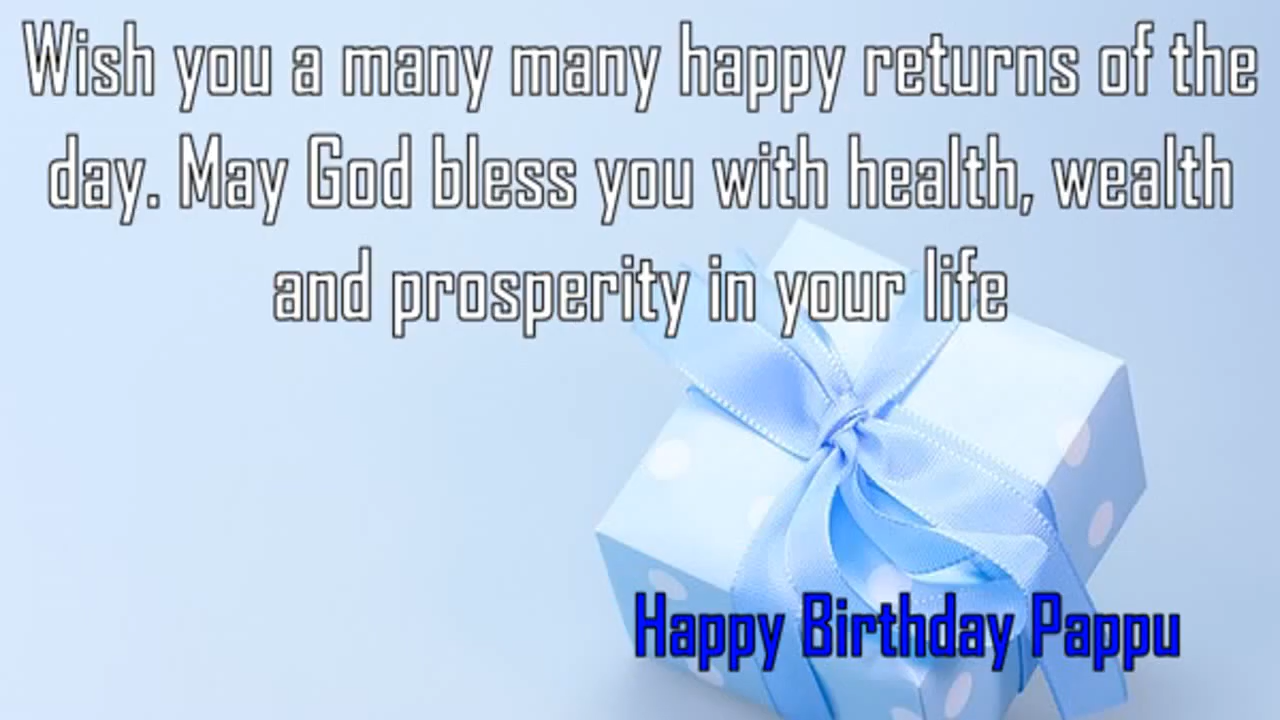 Wish you a many many happy returns of the
day. May God bless you with health, wealth
and prosperity in your life
Happy Birthday Pappu